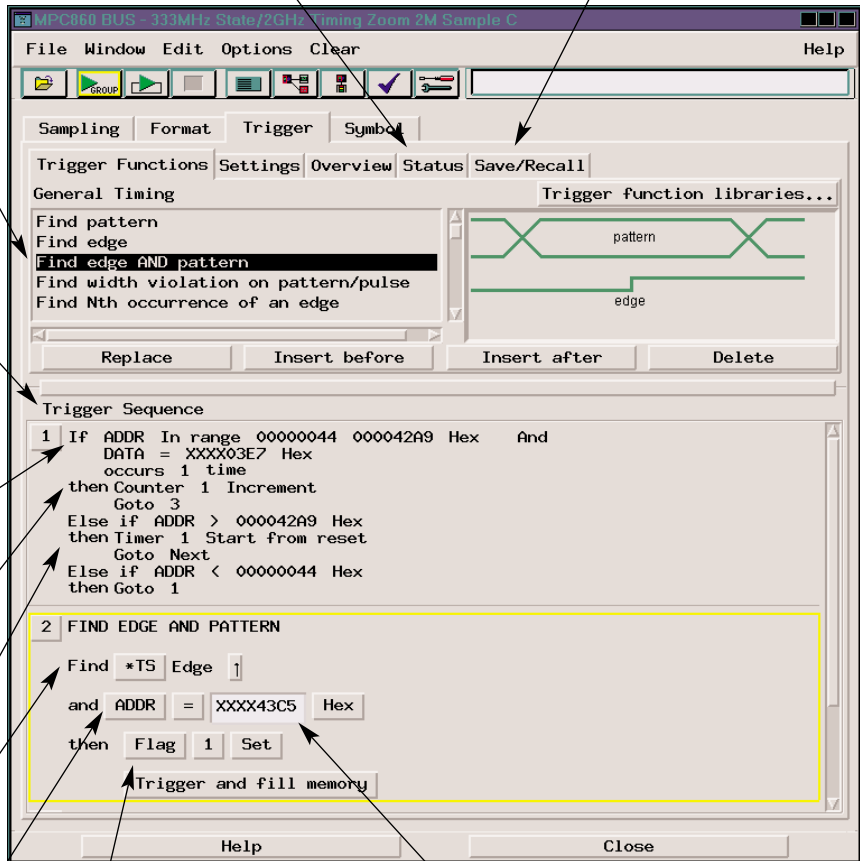 MPC860 BUS - 333MHz State/2GHz Timing Zoom 2M Sample C
File Window Edit Options Clear Help
GROUP
Sampling Format Trigger Symbol
Trigger Functions Settings Overview Status Save/Recall
General Timing Trigger function libraries...
Find pattern
Find edge
Find edge AND pattern
Find width violation on pattern/pulse
Find Nth occurrence of an edge
pattern
edge
Replace Insert before Insert after Delete
Trigger Sequence
1 If ADDR In range 00000044 000042A9 Hex And
DATA = XXXX03E7 Hex
occurs 1 time
then Counter 1 Increment
Goto 3
Else if ADDR > 000042A9 Hex
then Timer 1 Start from reset
Goto Next
Else if ADDR < 00000044 Hex
then Goto 1
2 FIND EDGE AND PATTERN
Find *TS Edge ↑
and ADDR = XXXX43C5 Hex
then Flag 1 Set
Trigger and fill memory
Help Close